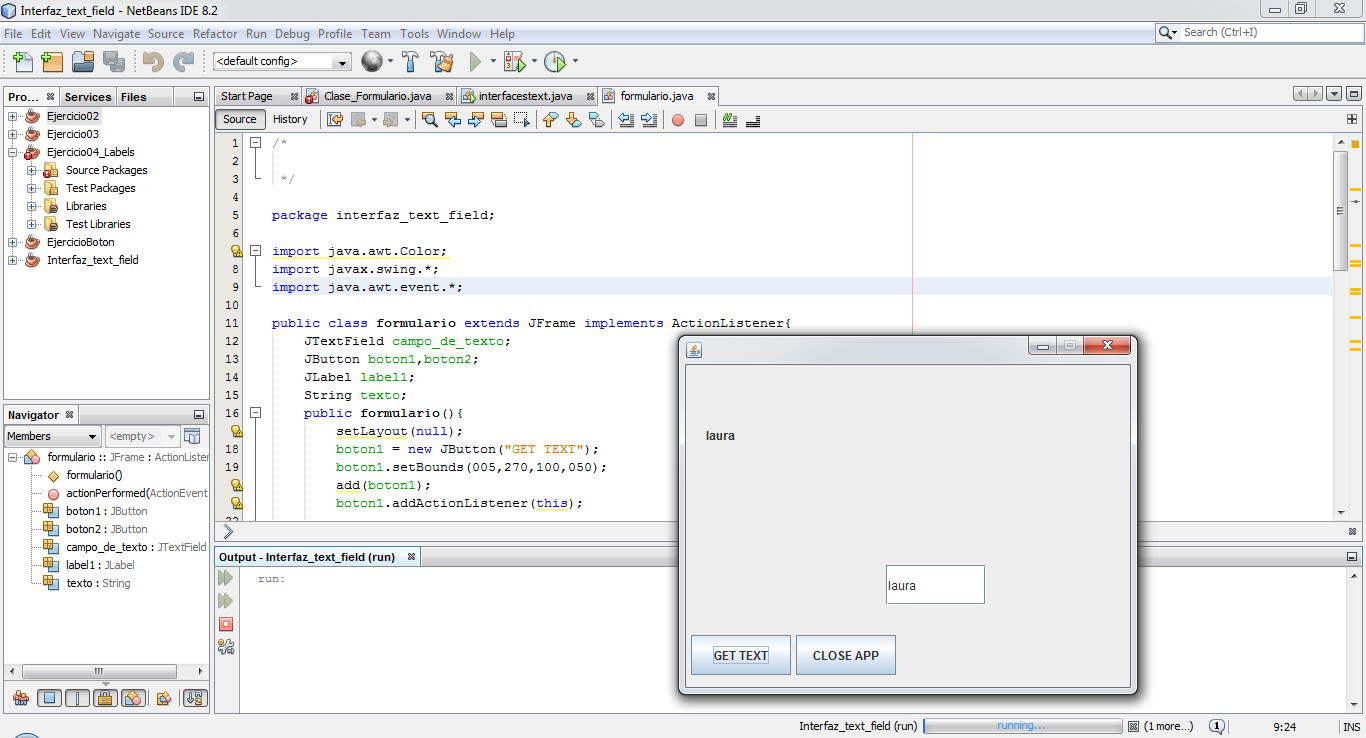 Interfaz_text_field - NetBeans IDE 8.2
File Edit View Navigate Source Refactor Run Debug Profile Team Tools Window Help
Search (Ctrl+I)
<default config>
Pro... Services Files
Ejercicio02
Ejercicio03
Ejercicio04_Labels
Source Packages
Test Packages
Libraries
Test Libraries
EjercicioBoton
Interfaz_text_field
Start Page Clase_Formulario.java interfacestext.java formulario.java
Source History
1 /*
2
3 */
4
5 package interfaz_text_field;
6
import java.awt.Color;
8 import javax.swing.*;
9 import java.awt.event.*;
10
11 public class formulario extends JFrame implements ActionListener{
12 JTextField campo_de_texto;
13 JButton boton1,boton2;
14 JLabel label1;
15 String texto;
16 public formulario(){
setLayout(null);
18 boton1 = new JButton("GET TEXT");
19 boton1.setBounds(005,270,100,050);
add(boton1);
boton1.addActionListener(this);
22
Navigator
Members <empty>
formulario :: JFrame : ActionListener
formulario()
actionPerformed(ActionEvent
boton1 : JButton
boton2 : JButton
campo_de_texto : JTextField
label1 : JLabel
texto : String
Output - Interfaz_text_field (run)
run:
laura
laura
GET TEXT CLOSE APP
Interfaz_text_field (run) running... (1 more...) 1 9:24 INS